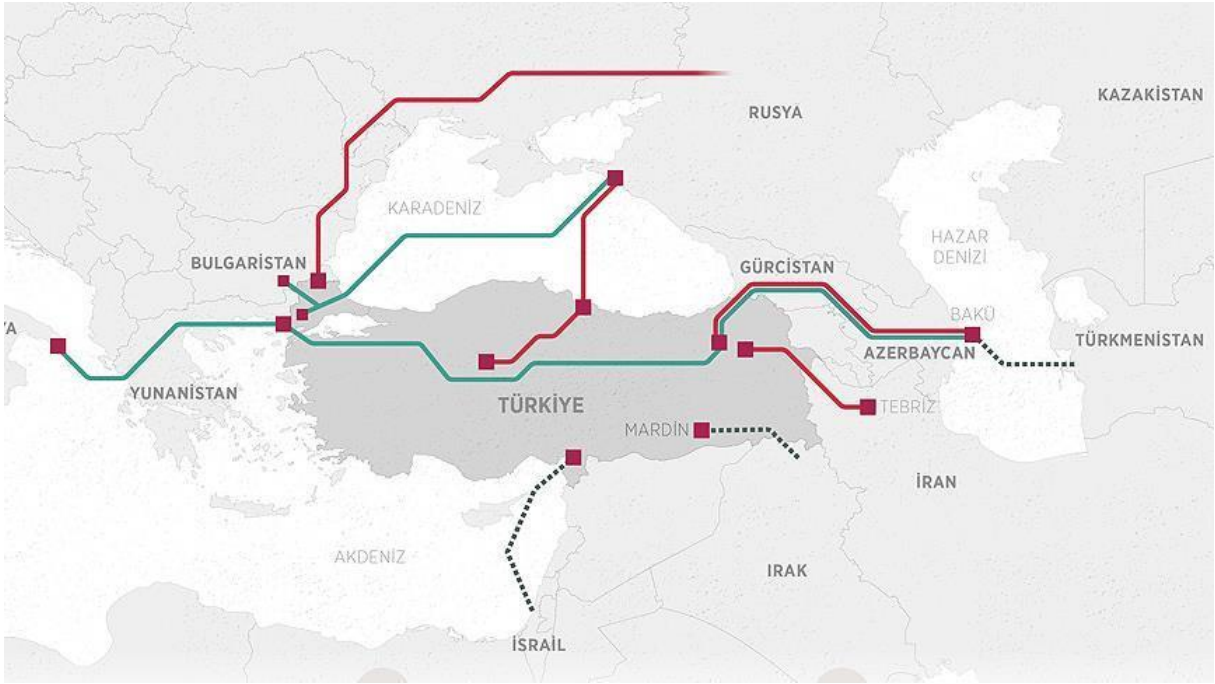 KAZAKİSTAN
RUSYA
KARADENİZ
HAZAR
DENİZİ
BULGARİSTAN
GÜRCİSTAN
BAKÜ
YA
AZERBAYCAN
TÜRKMENİSTAN
YUNANİSTAN
TÜRKİYE
TEBRİZ
MARDİN
İRAN
AKDENİZ
IRAK
İSRAİL